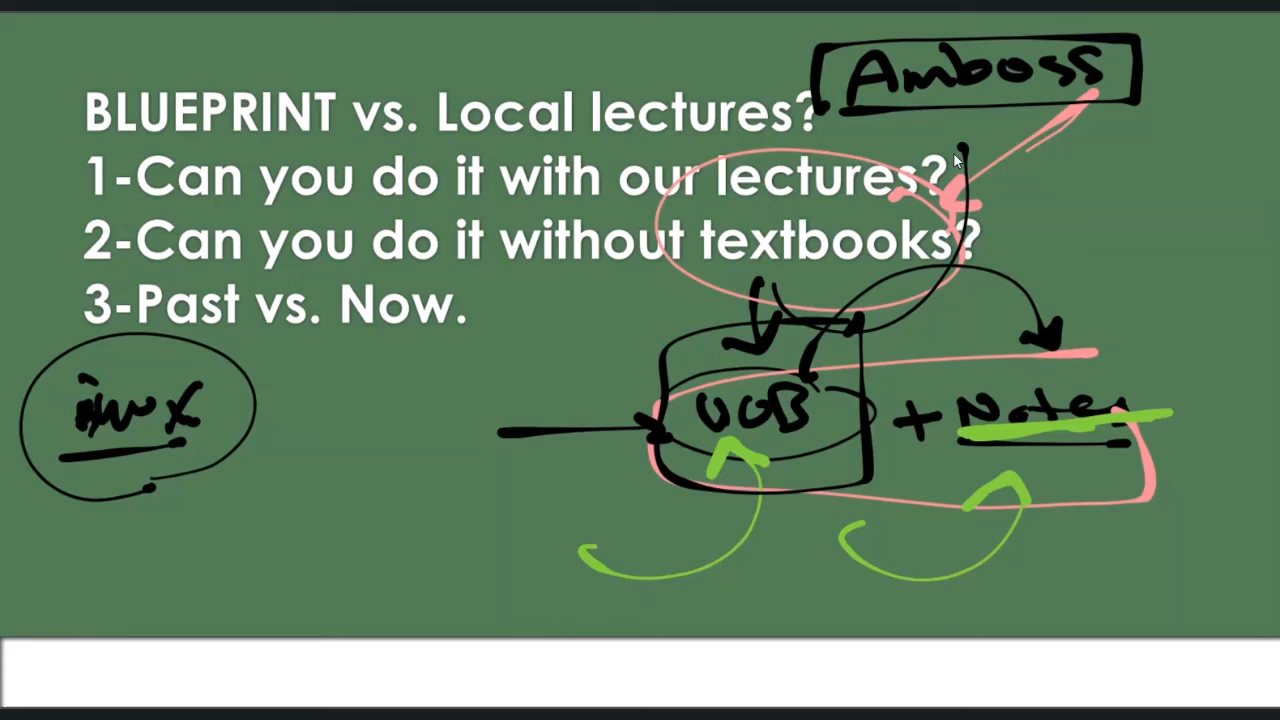 Amboss
BLUEPRINT vs. Local lectures?
1-Can you do it with our lectures?
2-Can you do it without textbooks?
3-Past vs. Now.
UOB + Notes